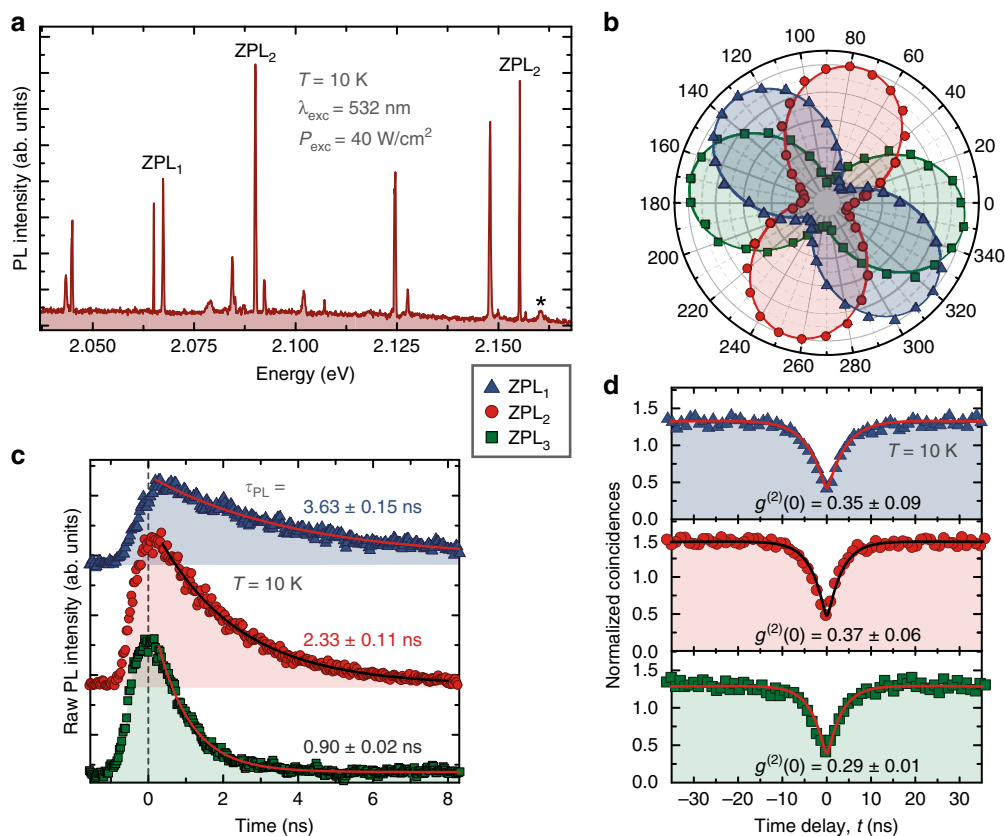 a
ZPL2
ZPL2
ZPL1
T = 10 K
λexc = 532 nm
Pexc = 40 W/cm²
*
PL intensity (ab. units)
2.050 2.075 2.100 2.125 2.150
Energy (eV)
b
0 20 40 60 80 100 120 140 160 180 200 220 240 260 280 300 320 340
ZPL1
ZPL2
ZPL3
c
τPL =
3.63 ± 0.15 ns
T = 10 K
2.33 ± 0.11 ns
0.90 ± 0.02 ns
Raw PL intensity (ab. units)
0 2 4 6 8
Time (ns)
d
1.5
1.0
0.5
0.0
T = 10 K
g(2)(0) = 0.35 ± 0.09
1.5
1.0
0.5
0.0
g(2)(0) = 0.37 ± 0.06
1.5
1.0
0.5
0.0
g(2)(0) = 0.29 ± 0.01
Normalized coincidences
−30 −20 −10 0 10 20 30
Time delay, t (ns)